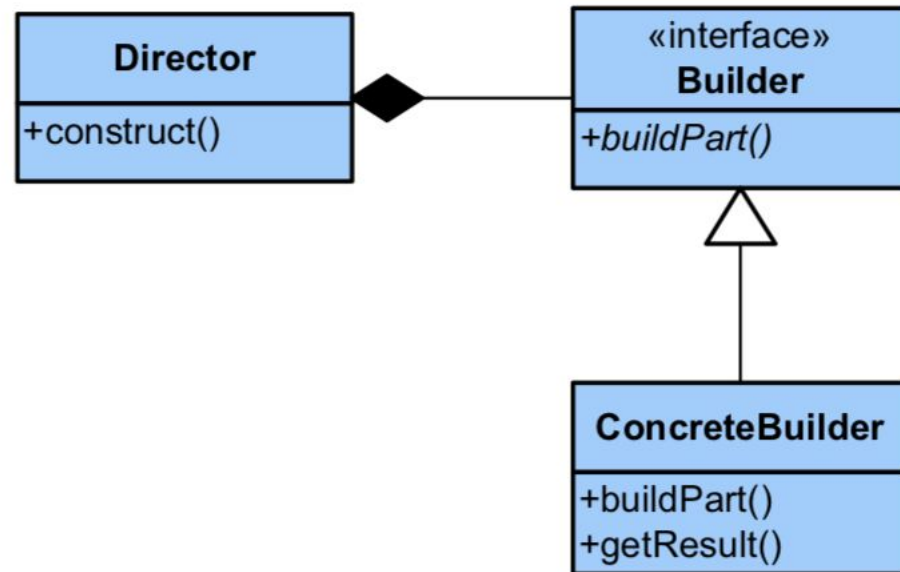 Director
+construct()
«interface»
Builder
+buildPart()
ConcreteBuilder
+buildPart()
+getResult()